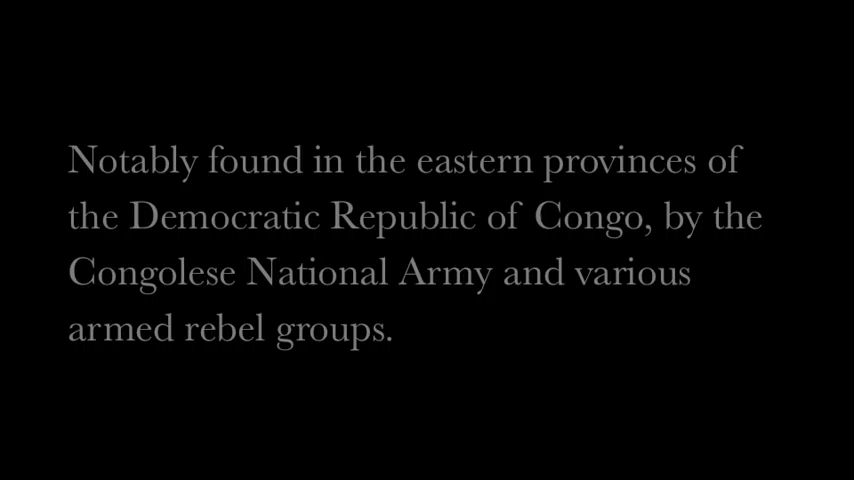 Notably found in the eastern provinces of
the Democratic Republic of Congo, by the
Congolese National Army and various
armed rebel groups.